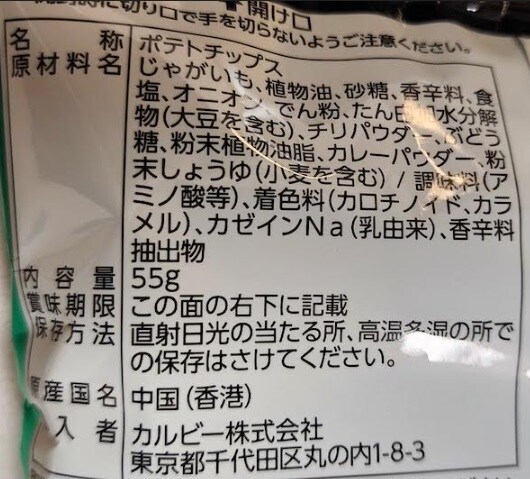 に切り口で手を切らないようご注意ください。
開け口
名称 ポテトチップス
原材料名 じゃがいも、植物油、砂糖、香辛料、食
塩、オニオン、でん粉、たん白加水分解
物(大豆を含む)、チリパウダー、ぶどう
糖、粉末植物油脂、カレーパウダー、粉
末しょうゆ(小麦を含む) / 調味料(ア
ミノ酸等)、着色料(カロチノイド、カラ
メル)、カゼインNa(乳由来)、香辛料
抽出物
内容量 55g
賞味期限 この面の右下に記載
保存方法 直射日光の当たる所、高温多湿の所で
の保存はさけてください。
原産国名 中国(香港)
入者 カルビー株式会社
東京都千代田区丸の内1-8-3